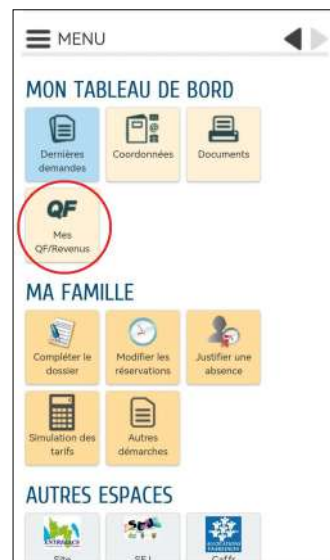 MENU
MON TABLEAU DE BORD
Dernières
demandes
Coordonnées
Documents
QF
Mes
QF/Revenus
MA FAMILLE
Compléter le
dossier
Modifier les
réservations
Justifier une
absence
Simulation des
tarifs
Autres
démarches
AUTRES ESPACES
Site